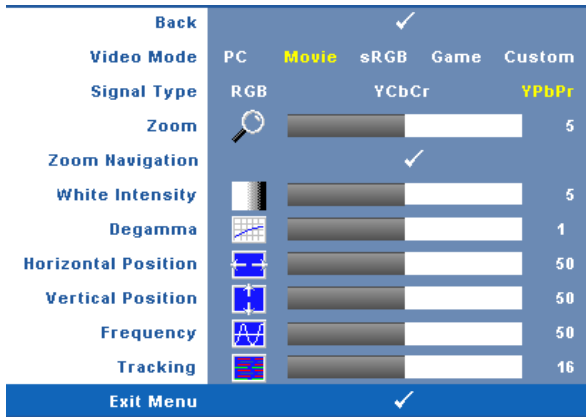 Back
Video Mode PC Movie sRGB Game Custom
Signal Type RGB YCbCr YPbPr
Zoom 5
Zoom Navigation
White Intensity 5
Degamma 1
Horizontal Position 50
Vertical Position 50
Frequency 50
Tracking 16
Exit Menu